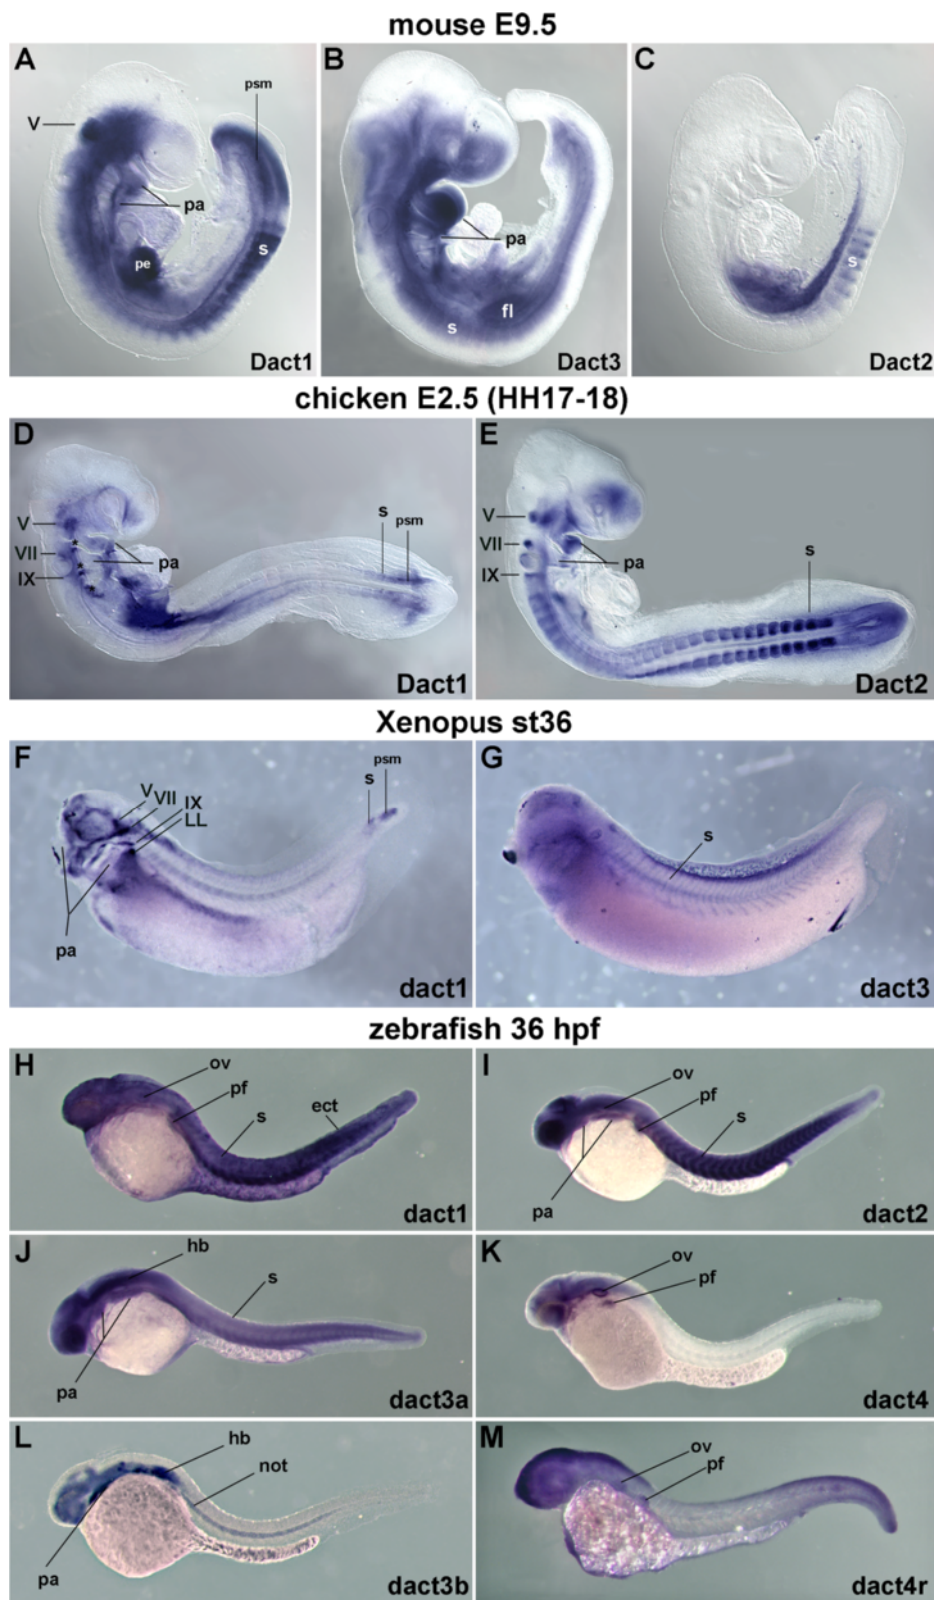 mouse E9.5
A
B
C
psm
V
pa
pa
s
pe
s
fl
s
Dact1
Dact3
Dact2
chicken E2.5 (HH17-18)
D
E
s
psm
V
V
*
VII
VII
pa
pa
s
*
IX
IX
*
Dact1
Dact2
Xenopus st36
F
G
psm
s
V
VII
IX
LL
s
pa
dact1
dact3
zebrafish 36 hpf
H
I
ov
ov
pf
pf
ect
s
s
pa
dact1
dact2
J
K
hb
ov
s
pf
pa
dact3a
dact4
L
M
hb
ov
not
pf
pa
dact3b
dact4r